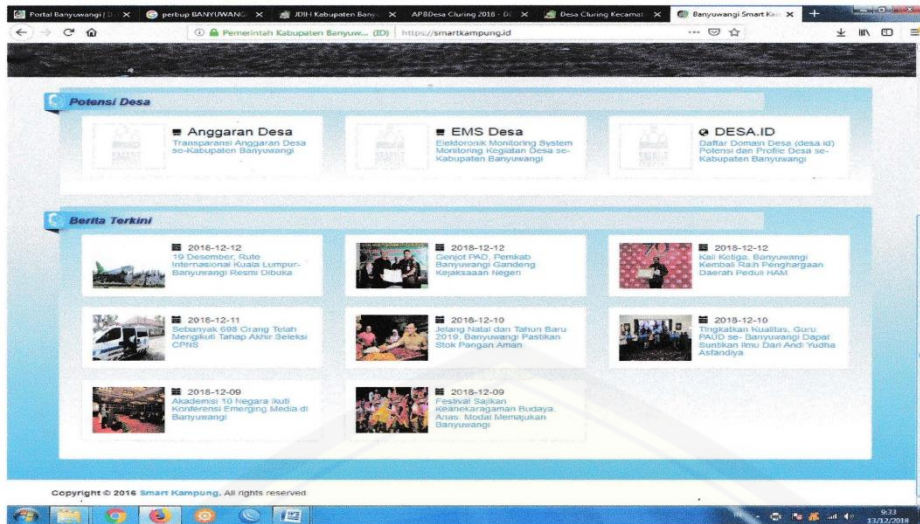 Portal Banyuwangi | D
perbup BANYUWANG
JDIH Kabupaten Bany
APBDesa Cluring 2018 - D
Desa Cluring Kecamat
Banyuwangi Smart Kam
Pemerintah Kabupaten Banyuw... (ID)
https://smartkampung.id
Potensi Desa
Anggaran Desa
Transparansi Anggaran Desa
se-Kabupaten Banyuwangi
EMS Desa
Elektoronik Monitoring System
Monitoring Kegiatan Desa se-
Kabupaten Banyuwangi
DESA.ID
Daftar Domain Desa (desa.id)
Potensi dan Profile Desa se-
Kabupaten Banyuwangi
Berita Terkini
2018-12-12
19 Desember, Rute
Internasional Kuala Lumpur-
Banyuwangi Resmi Dibuka
2018-12-12
Genjot PAD, Pemkab
Banyuwangi Gandeng
Kejaksaaan Negeri
2018-12-12
Kali Ketiga, Banyuwangi
Kembali Raih Penghargaan
Daerah Peduli HAM
2018-12-11
Sebanyak 698 Orang Telah
Mengikuti Tahap Akhir Seleksi
CPNS
2018-12-10
Jelang Natal dan Tahun Baru
2019, Banyuwangi Pastikan
Stok Pangan Aman
2018-12-10
Tingkatkan Kualitas, Guru
PAUD se- Banyuwangi Dapat
Suntikan Ilmu Dari Andi Yudha
Asfandiya
2018-12-09
Akademisi 10 Negara Ikuti
Konferensi Emerging Media di
Banyuwangi
2018-12-09
Festival Sajikan
Keanekaragaman Budaya,
Anas: Modal Memajukan
Banyuwangi
Copyright © 2016 Smart Kampung. All rights reserved
9:33
13/12/2018